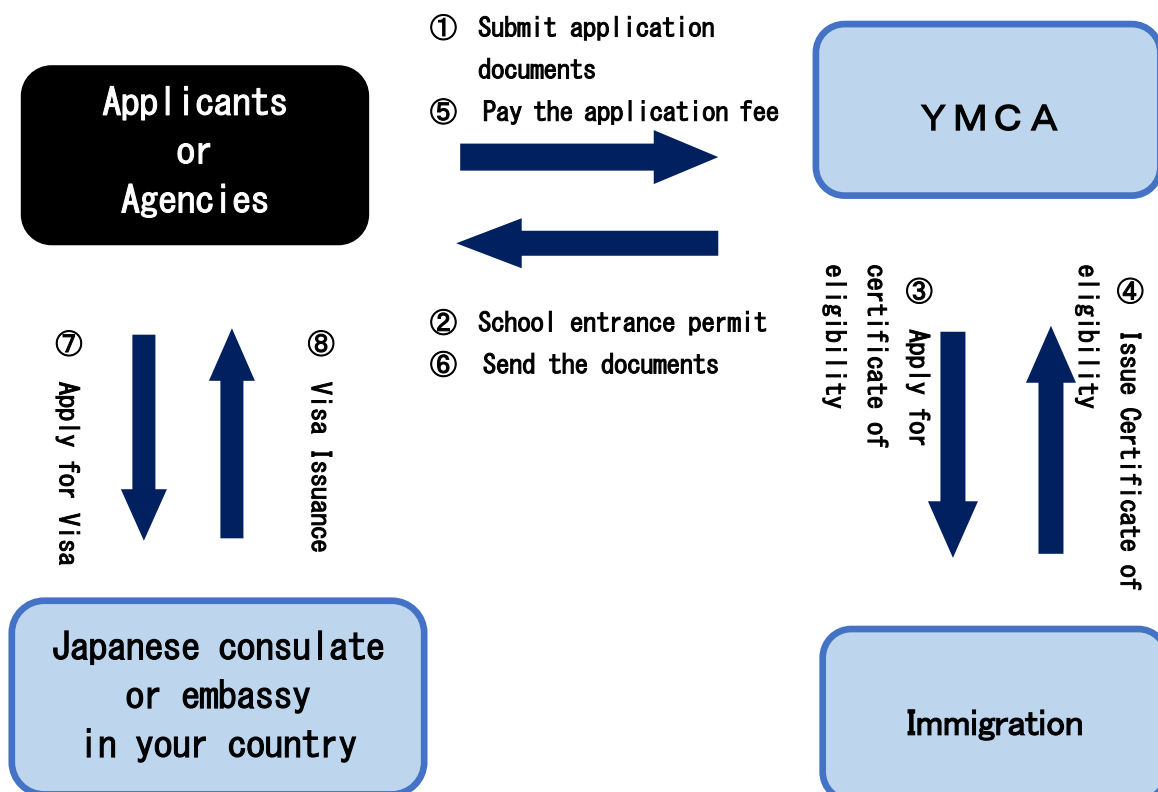 ① Submit application
documents
⑤ Pay the application fee
Applicants
or
Agencies
ＹＭＣＡ
② School entrance permit
⑥ Send the documents
⑦ Apply for Visa
⑧ Visa Issuance
③ Apply for
certificate of
eligibility
④ Issue Certificate of
eligibility
Japanese consulate
or embassy
in your country
Immigration